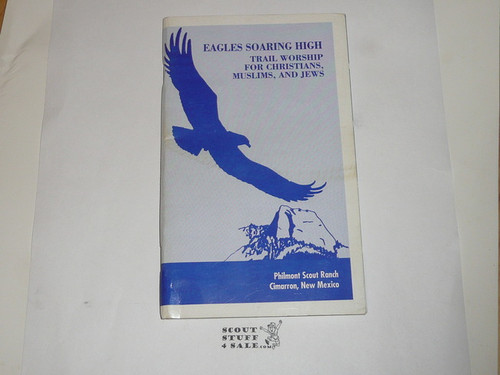 EAGLES SOARING HIGH
TRAIL WORSHIP
FOR CHRISTIANS,
MUSLIMS, AND JEWS
Philmont Scout Ranch
Cimarron, New Mexico
SCOUT
STUFF
4 SALE.com